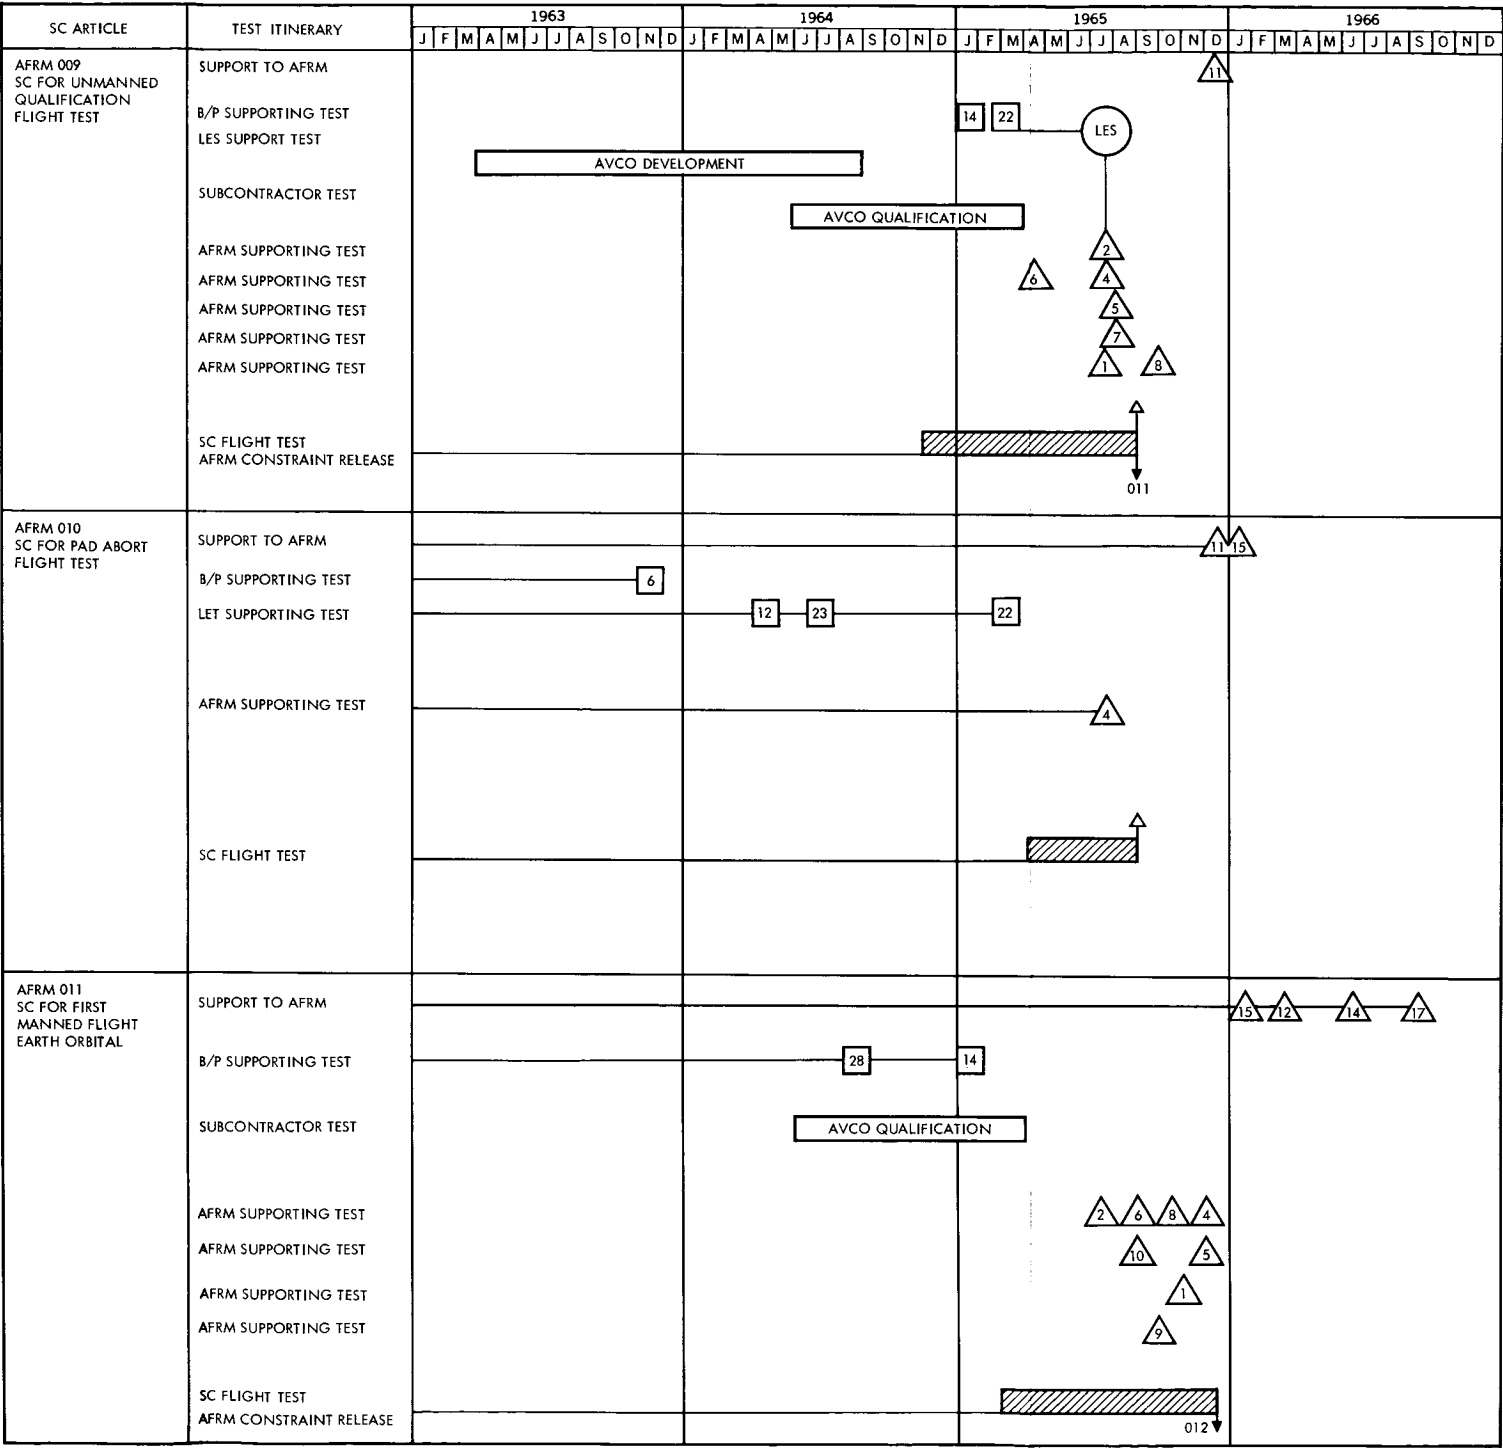 SC ARTICLE
TEST ITINERARY
1963
1964
1965
1966
J F M A M J J A S O N D J F M A M J J A S O N D J F M A M J J A S O N D J F M A M J J A S O N D
AFRM 009
SC FOR UNMANNED
QUALIFICATION
FLIGHT TEST
SUPPORT TO AFRM
11
B/P SUPPORTING TEST
14
22
LES
LES SUPPORT TEST
AVCO DEVELOPMENT
SUBCONTRACTOR TEST
AVCO QUALIFICATION
AFRM SUPPORTING TEST
2
AFRM SUPPORTING TEST
6
4
AFRM SUPPORTING TEST
5
AFRM SUPPORTING TEST
7
AFRM SUPPORTING TEST
1
8
SC FLIGHT TEST
AFRM CONSTRAINT RELEASE
011
AFRM 010
SC FOR PAD ABORT
FLIGHT TEST
SUPPORT TO AFRM
11
15
B/P SUPPORTING TEST
6
LET SUPPORTING TEST
12
23
22
AFRM SUPPORTING TEST
4
SC FLIGHT TEST
AFRM 011
SC FOR FIRST
MANNED FLIGHT
EARTH ORBITAL
SUPPORT TO AFRM
15
12
14
17
B/P SUPPORTING TEST
28
14
SUBCONTRACTOR TEST
AVCO QUALIFICATION
AFRM SUPPORTING TEST
2
6
8
4
AFRM SUPPORTING TEST
10
5
AFRM SUPPORTING TEST
1
AFRM SUPPORTING TEST
9
SC FLIGHT TEST
AFRM CONSTRAINT RELEASE
012